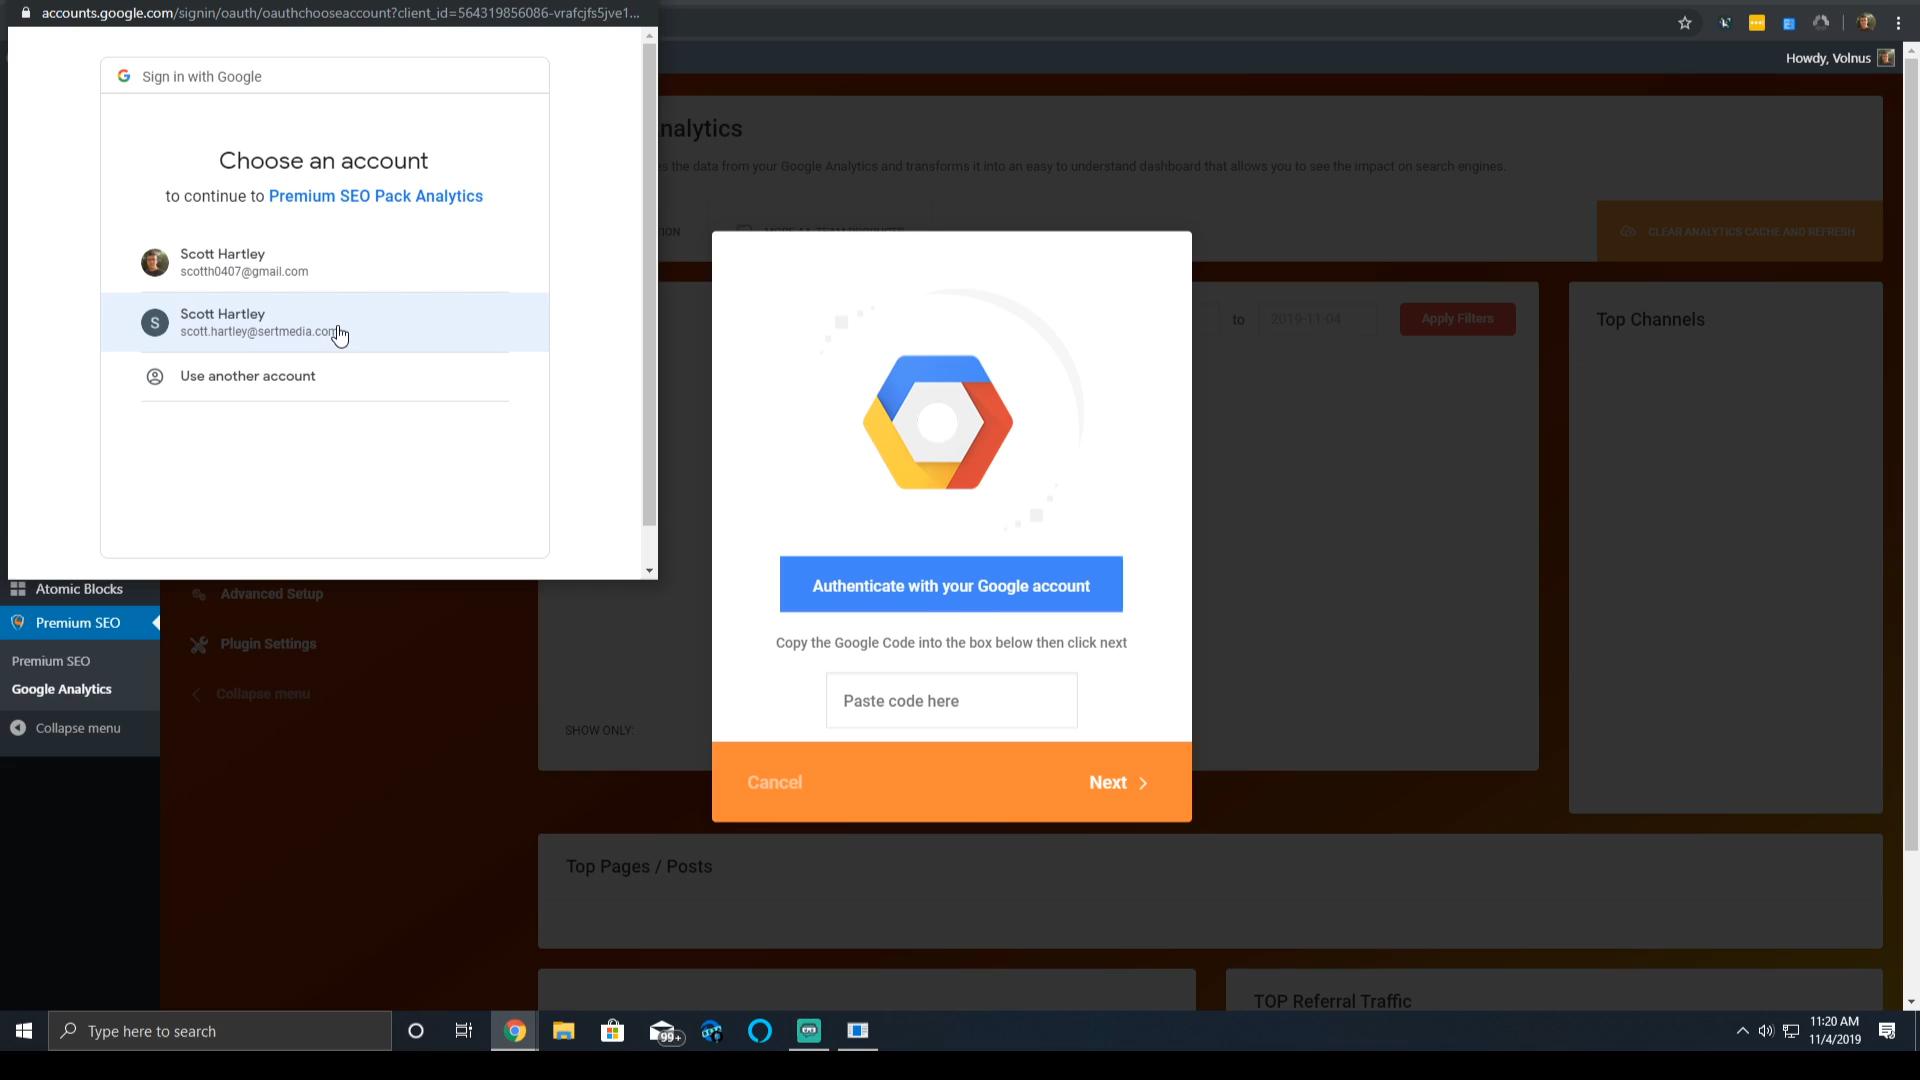 accounts.google.com/signin/oauth/oauthchooseaccount?client_id=564319856086-vrafcjfs5jve1...
Sign in with Google
Choose an account
to continue to Premium SEO Pack Analytics
Scott Hartley
scotth0407@gmail.com
Scott Hartley
scott.hartley@sertmedia.com
Use another account
Howdy, Volnus
nalytics
es the data from your Google Analytics and transforms it into an easy to understand dashboard that allows you to see the impact on search engines.
ION
MORE AA-TEAM PRODUCTS
CLEAR ANALYTICS CACHE AND REFRESH
to
2019-11-04
Apply Filters
Top Channels
Authenticate with your Google account
Copy the Google Code into the box below then click next
Paste code here
Cancel
Next
Atomic Blocks
Premium SEO
Premium SEO
Google Analytics
Collapse menu
Advanced Setup
Plugin Settings
Collapse menu
SHOW ONLY:
Top Pages / Posts
TOP Referral Traffic
Type here to search
99+
11:20 AM
11/4/2019